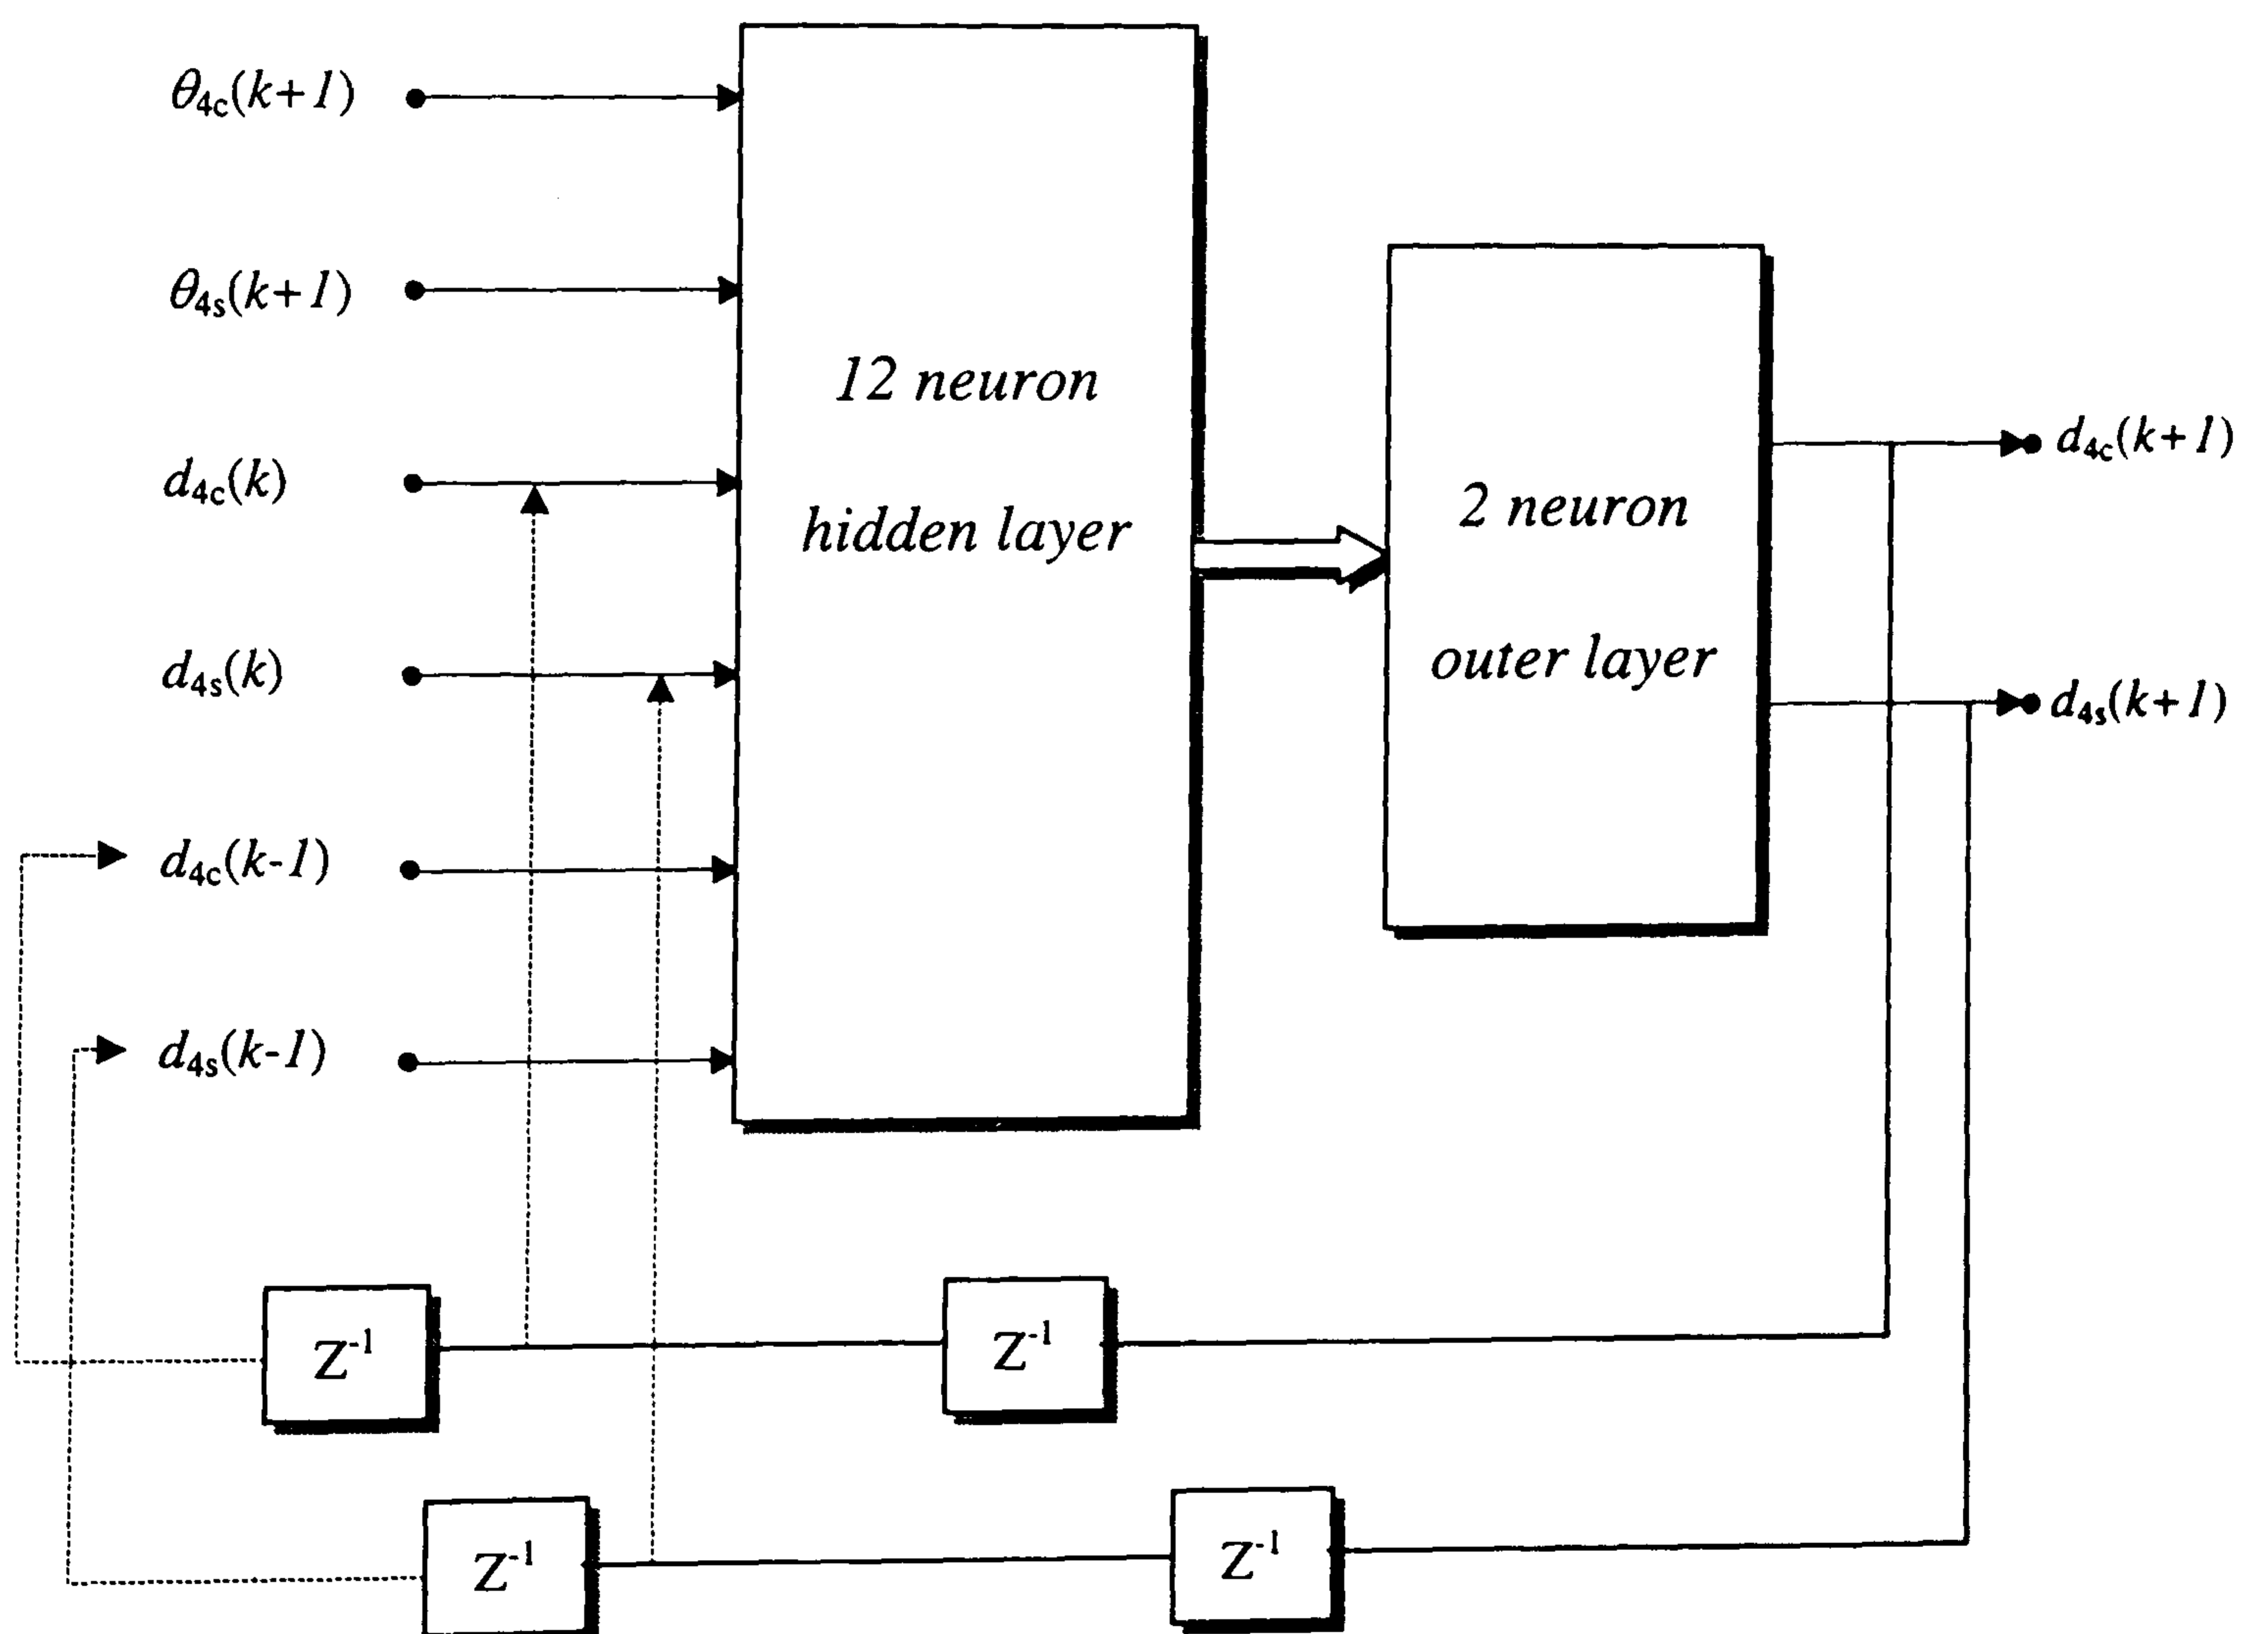 θ4c(k+1)
θ4s(k+1)
d4c(k)
d4s(k)
d4c(k-1)
d4s(k-1)
12 neuron
hidden layer
2 neuron
outer layer
d4c(k+1)
d4s(k+1)
Z-1
Z-1
Z-1
Z-1